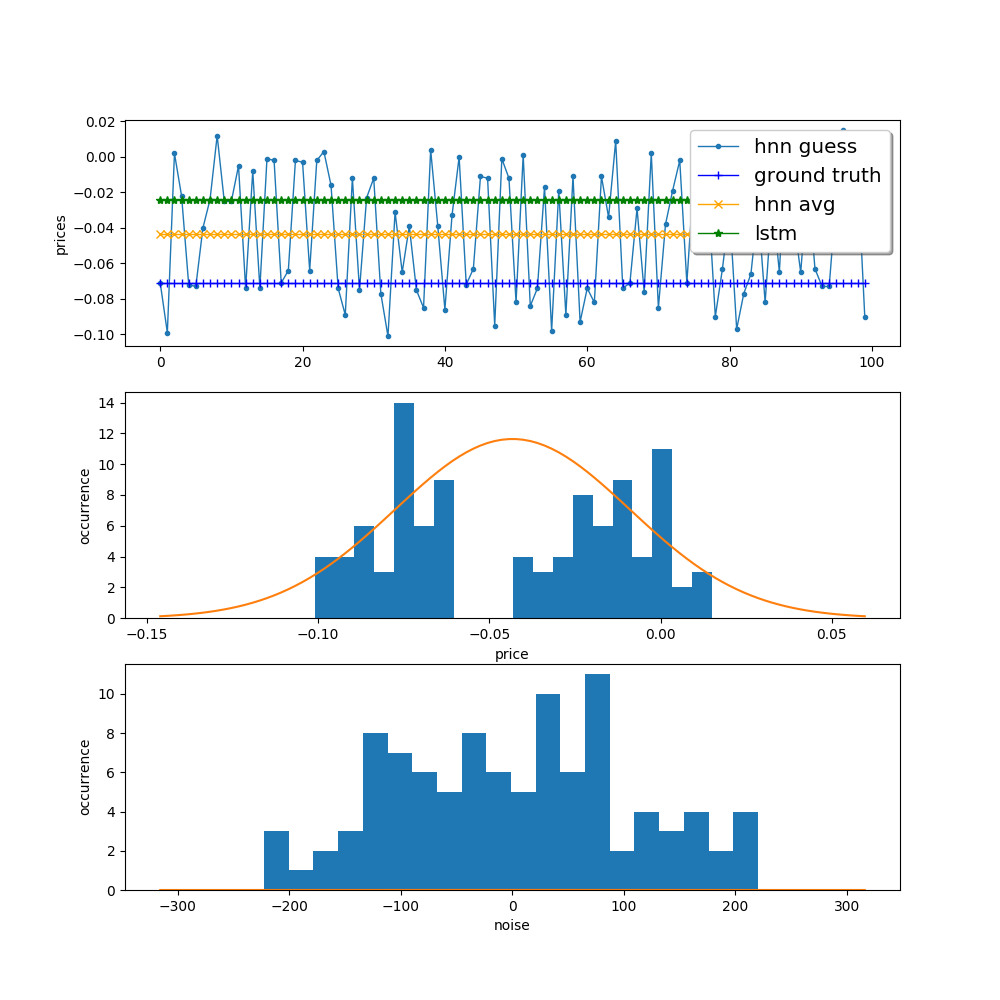 0.02
0.00
−0.02
−0.04
−0.06
−0.08
−0.10
prices
hnn guess
ground truth
hnn avg
lstm
0 20 40 60 80 100
14
12
10
8
6
4
2
0
occurrence
−0.15 −0.10 −0.05 0.00 0.05
price
10
8
6
4
2
0
occurrence
−300 −200 −100 0 100 200 300
noise